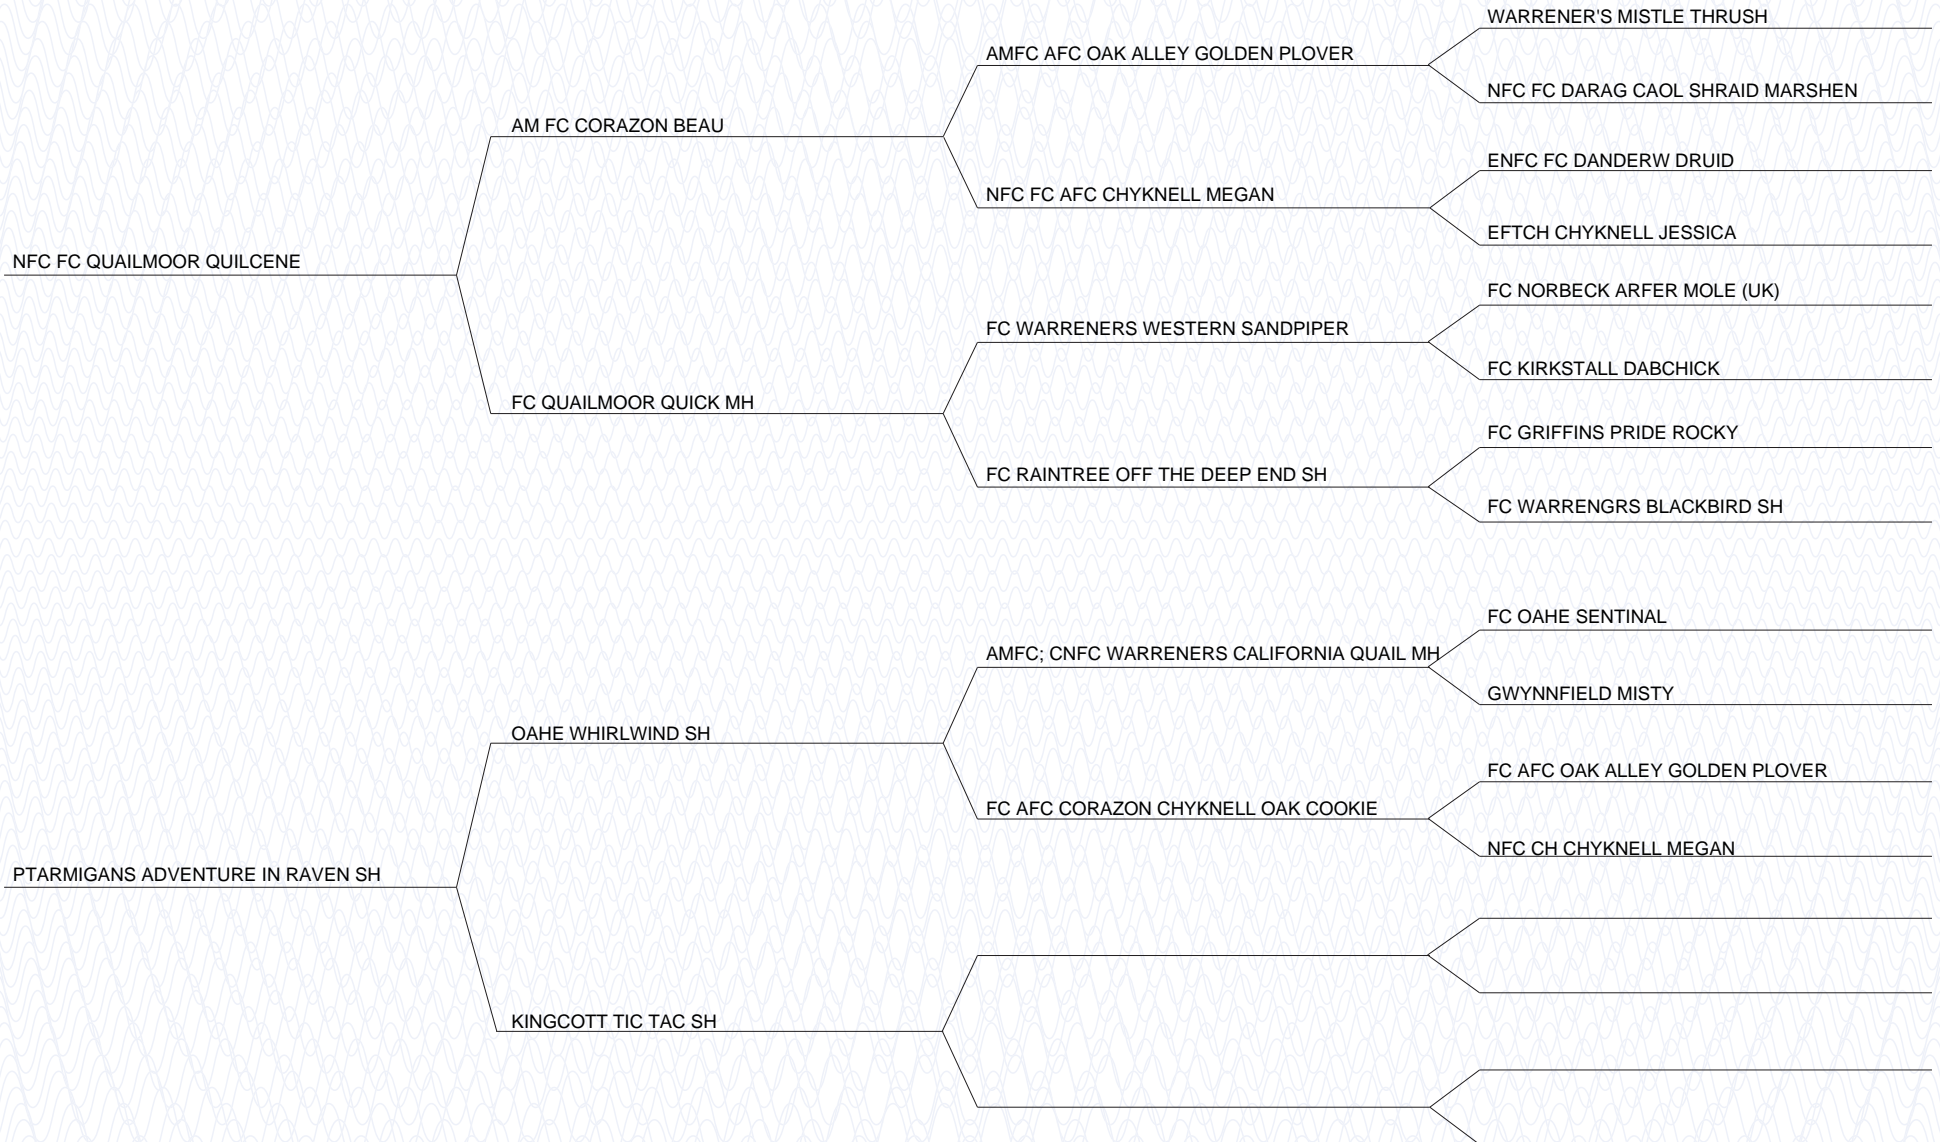 WARRENER'S MISTLE THRUSH
AMFC AFC OAK ALLEY GOLDEN PLOVER
NFC FC DARAG CAOL SHRAID MARSHEN
AM FC CORAZON BEAU
ENFC FC DANDERW DRUID
NFC FC AFC CHYKNELL MEGAN
EFTCH CHYKNELL JESSICA
NFC FC QUAILMOOR QUILCENE
FC NORBECK ARFER MOLE (UK)
FC WARRENERS WESTERN SANDPIPER
FC KIRKSTALL DABCHICK
FC QUAILMOOR QUICK MH
FC GRIFFINS PRIDE ROCKY
FC RAINTREE OFF THE DEEP END SH
FC WARRENGRS BLACKBIRD SH
FC OAHE SENTINAL
AMFC; CNFC WARRENERS CALIFORNIA QUAIL MH
GWYNNFIELD MISTY
OAHE WHIRLWIND SH
FC AFC OAK ALLEY GOLDEN PLOVER
FC AFC CORAZON CHYKNELL OAK COOKIE
NFC CH CHYKNELL MEGAN
PTARMIGANS ADVENTURE IN RAVEN SH
KINGCOTT TIC TAC SH